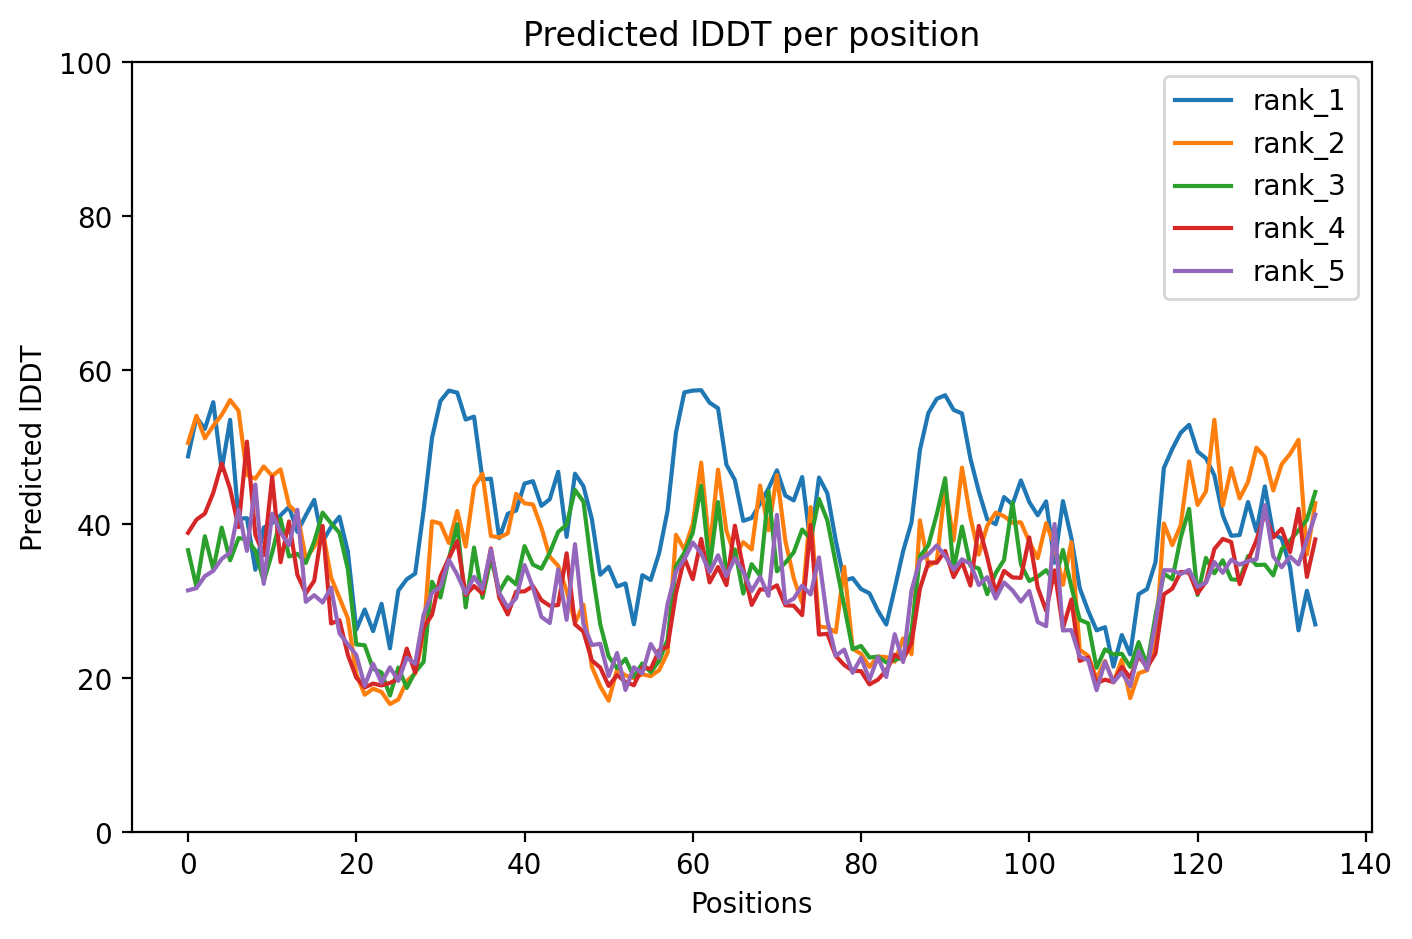 Predicted lDDT per position
100
80
60
40
20
0
Predicted lDDT
rank_1
rank_2
rank_3
rank_4
rank_5
0 20 40 60 80 100 120 140
Positions